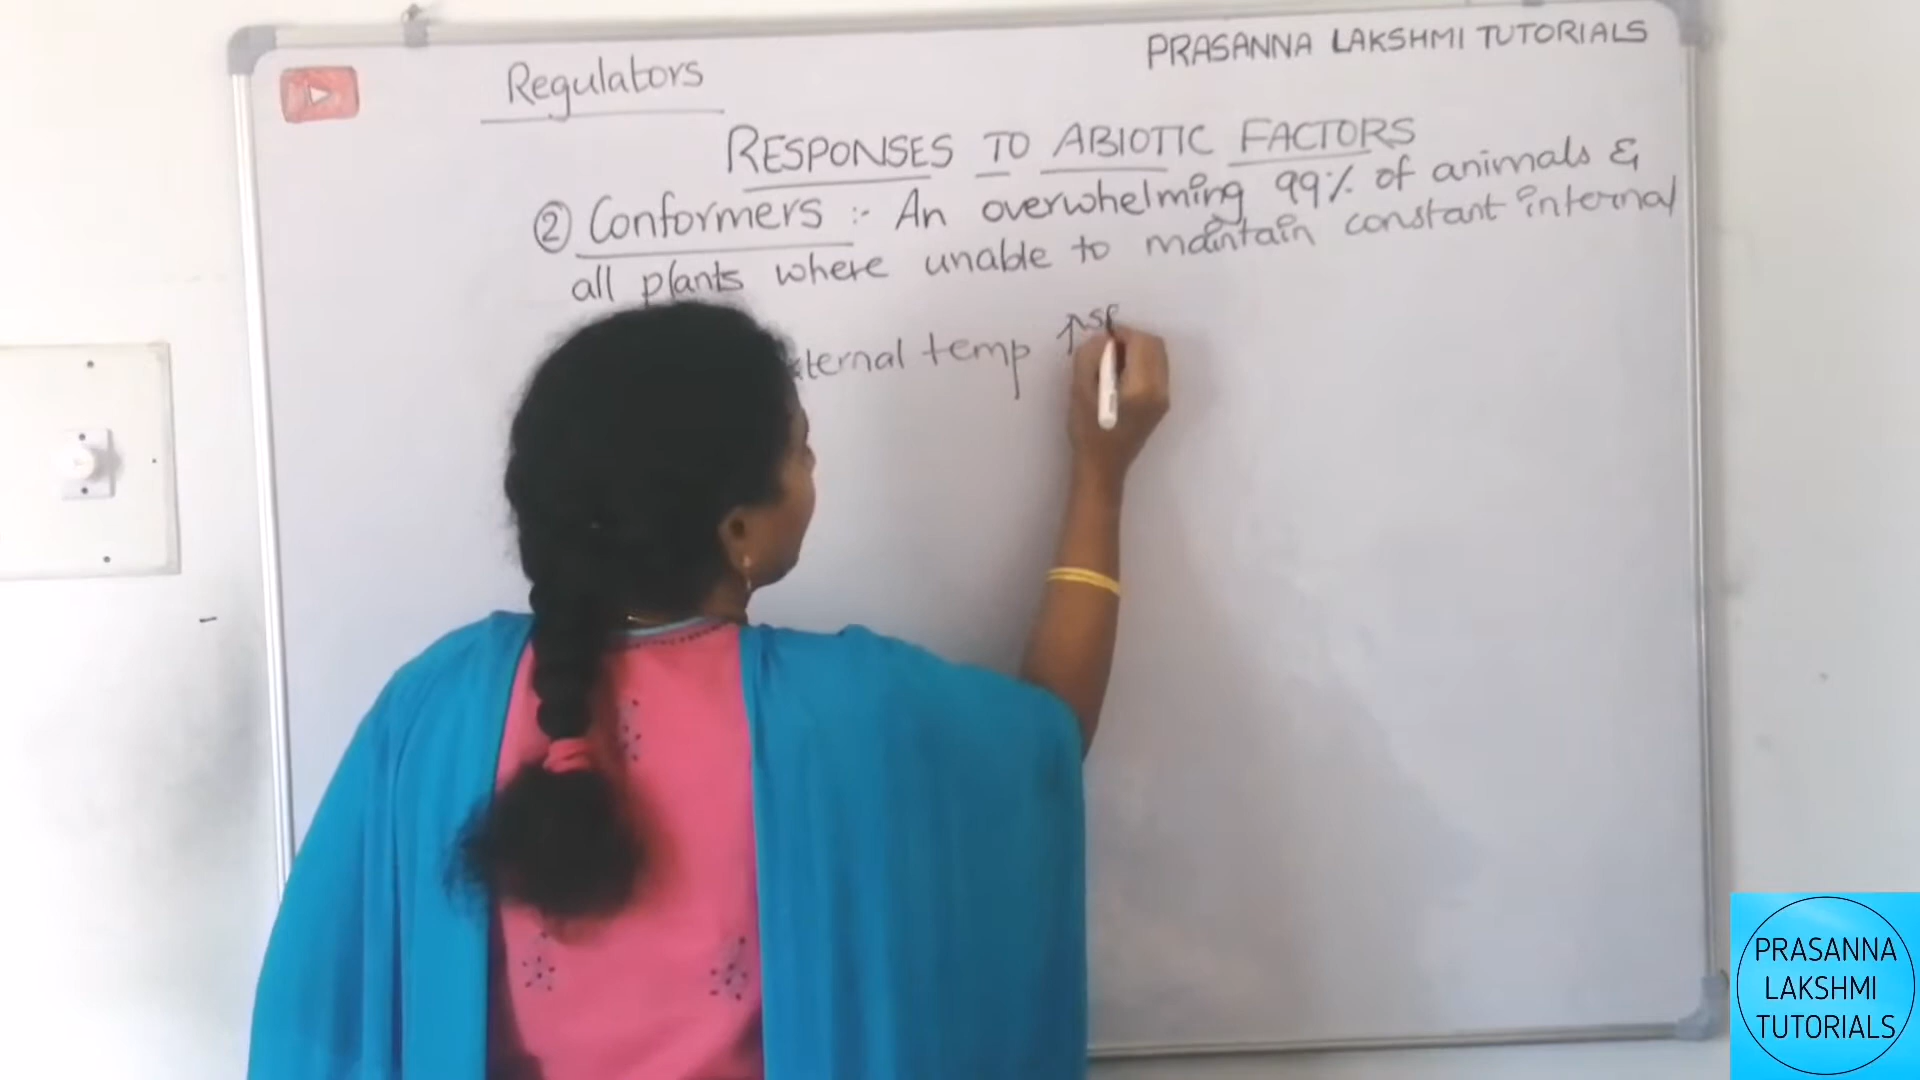 Regulators
PRASANNA LAKSHMI TUTORIALS
RESPONSES TO ABIOTIC FACTORS
② Conformers :- An overwhelming 99% of animals &
all plants where unable to maintain constant internal
temp ↑
PRASANNA
LAKSHMI
TUTORIALS